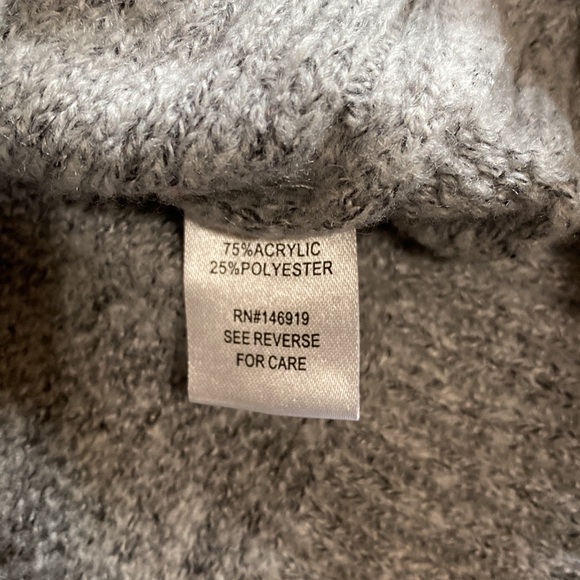 75%ACRYLIC
25%POLYESTER
RN#146919
SEE REVERSE
FOR CARE